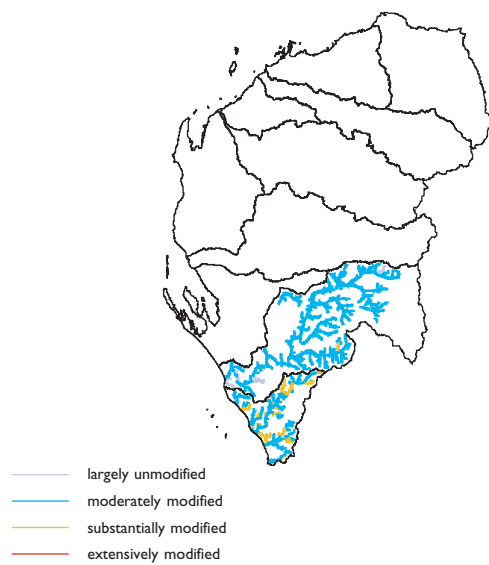 largely unmodified
moderately modified
substantially modified
extensively modified